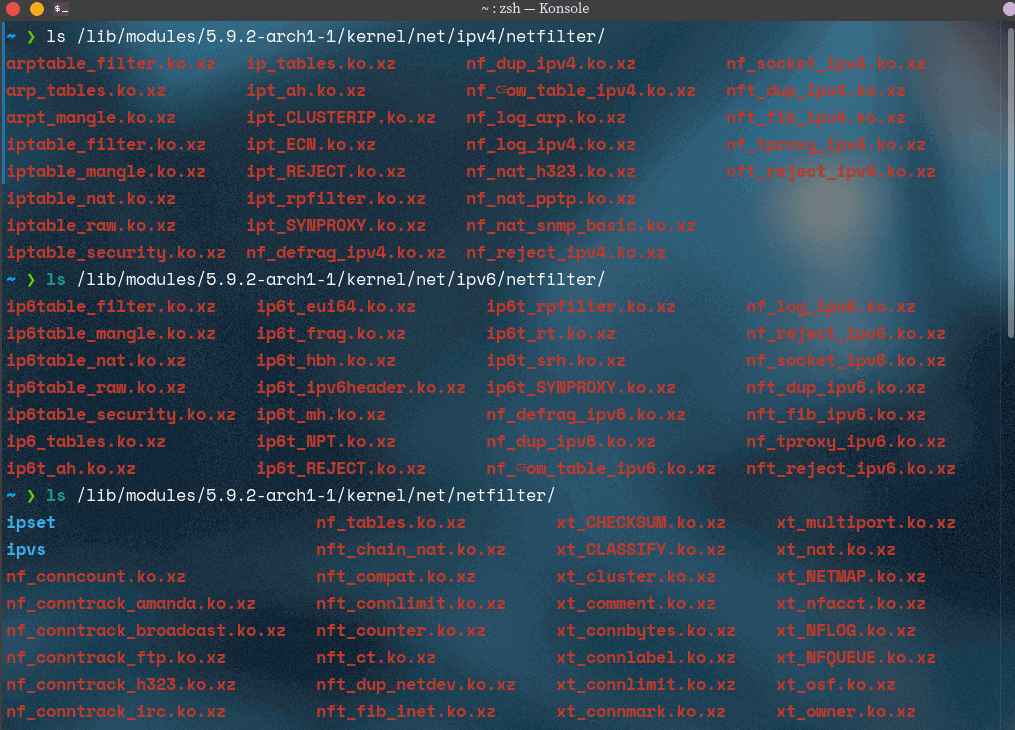 ~ : zsh — Konsole
~ ❯ ls /lib/modules/5.9.2-arch1-1/kernel/net/ipv4/netfilter/
arptable_filter.ko.xz ip_tables.ko.xz nf_dup_ipv4.ko.xz nf_socket_ipv4.ko.xz
arp_tables.ko.xz ipt_ah.ko.xz nf_ow_table_ipv4.ko.xz nft_dup_ipv4.ko.xz
arpt_mangle.ko.xz ipt_CLUSTERIP.ko.xz nf_log_arp.ko.xz nft_fib_ipv4.ko.xz
iptable_filter.ko.xz ipt_ECN.ko.xz nf_log_ipv4.ko.xz nf_tproxy_ipv4.ko.xz
iptable_mangle.ko.xz ipt_REJECT.ko.xz nf_nat_h323.ko.xz nft_reject_ipv4.ko.xz
iptable_nat.ko.xz ipt_rpfilter.ko.xz nf_nat_pptp.ko.xz
iptable_raw.ko.xz ipt_SYNPROXY.ko.xz nf_nat_snmp_basic.ko.xz
iptable_security.ko.xz nf_defrag_ipv4.ko.xz nf_reject_ipv4.ko.xz
~ ❯ ls /lib/modules/5.9.2-arch1-1/kernel/net/ipv6/netfilter/
ip6table_filter.ko.xz ip6t_eui64.ko.xz ip6t_rpfilter.ko.xz nf_log_ipv6.ko.xz
ip6table_mangle.ko.xz ip6t_frag.ko.xz ip6t_rt.ko.xz nf_reject_ipv6.ko.xz
ip6table_nat.ko.xz ip6t_hbh.ko.xz ip6t_srh.ko.xz nf_socket_ipv6.ko.xz
ip6table_raw.ko.xz ip6t_ipv6header.ko.xz ip6t_SYNPROXY.ko.xz nft_dup_ipv6.ko.xz
ip6table_security.ko.xz ip6t_mh.ko.xz nf_defrag_ipv6.ko.xz nft_fib_ipv6.ko.xz
ip6_tables.ko.xz ip6t_NPT.ko.xz nf_dup_ipv6.ko.xz nf_tproxy_ipv6.ko.xz
ip6t_ah.ko.xz ip6t_REJECT.ko.xz nf_ow_table_ipv6.ko.xz nft_reject_ipv6.ko.xz
~ ❯ ls /lib/modules/5.9.2-arch1-1/kernel/net/netfilter/
ipset nf_tables.ko.xz xt_CHECKSUM.ko.xz xt_multiport.ko.xz
ipvs nft_chain_nat.ko.xz xt_CLASSIFY.ko.xz xt_nat.ko.xz
nf_conncount.ko.xz nft_compat.ko.xz xt_cluster.ko.xz xt_NETMAP.ko.xz
nf_conntrack_amanda.ko.xz nft_connlimit.ko.xz xt_comment.ko.xz xt_nfacct.ko.xz
nf_conntrack_broadcast.ko.xz nft_counter.ko.xz xt_connbytes.ko.xz xt_NFLOG.ko.xz
nf_conntrack_ftp.ko.xz nft_ct.ko.xz xt_connlabel.ko.xz xt_NFQUEUE.ko.xz
nf_conntrack_h323.ko.xz nft_dup_netdev.ko.xz xt_connlimit.ko.xz xt_osf.ko.xz
nf_conntrack_irc.ko.xz nft_fib_inet.ko.xz xt_connmark.ko.xz xt_owner.ko.xz